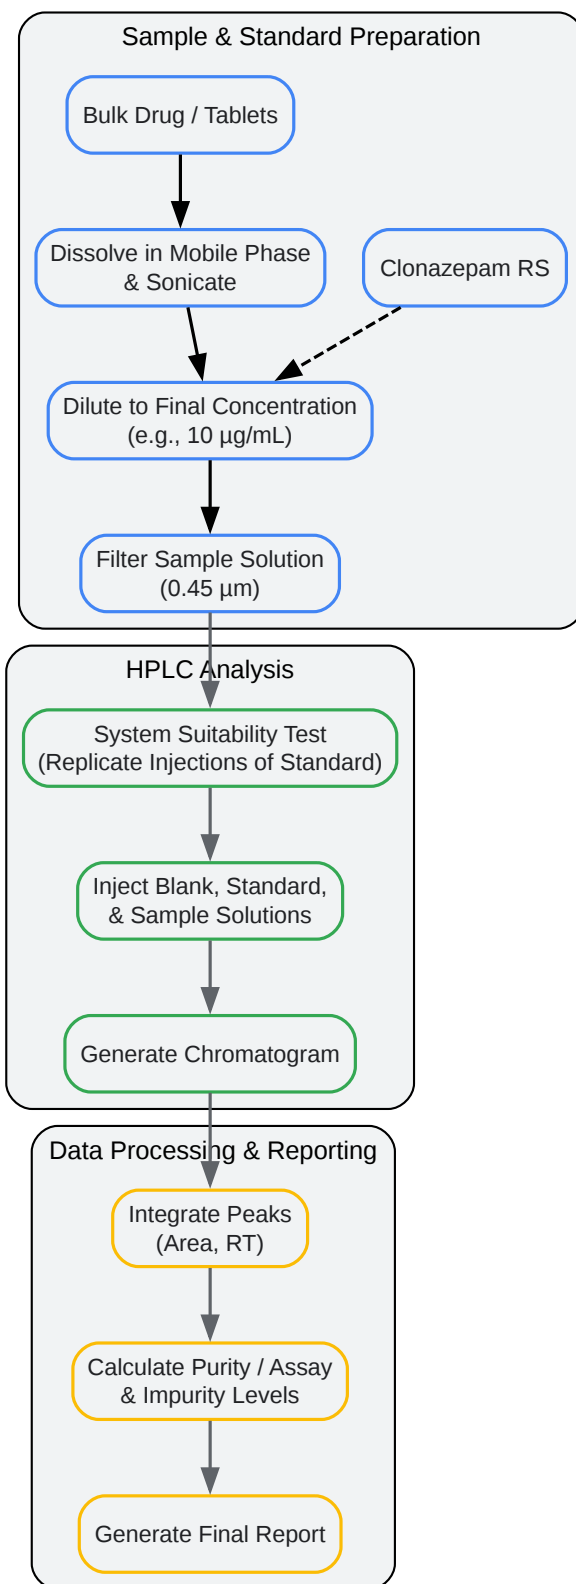 Sample & Standard Preparation
Bulk Drug / Tablets
Dissolve in Mobile Phase
& Sonicate
Clonazepam RS
Dilute to Final Concentration
(e.g., 10 µg/mL)
Filter Sample Solution
(0.45 µm)
HPLC Analysis
System Suitability Test
(Replicate Injections of Standard)
Inject Blank, Standard,
& Sample Solutions
Generate Chromatogram
Data Processing & Reporting
Integrate Peaks
(Area, RT)
Calculate Purity / Assay
& Impurity Levels
Generate Final Report